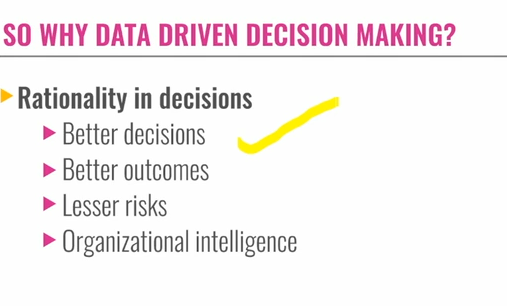 SO WHY DATA DRIVEN DECISION MAKING?
Rationality in decisions
Better decisions
Better outcomes
Lesser risks
Organizational intelligence